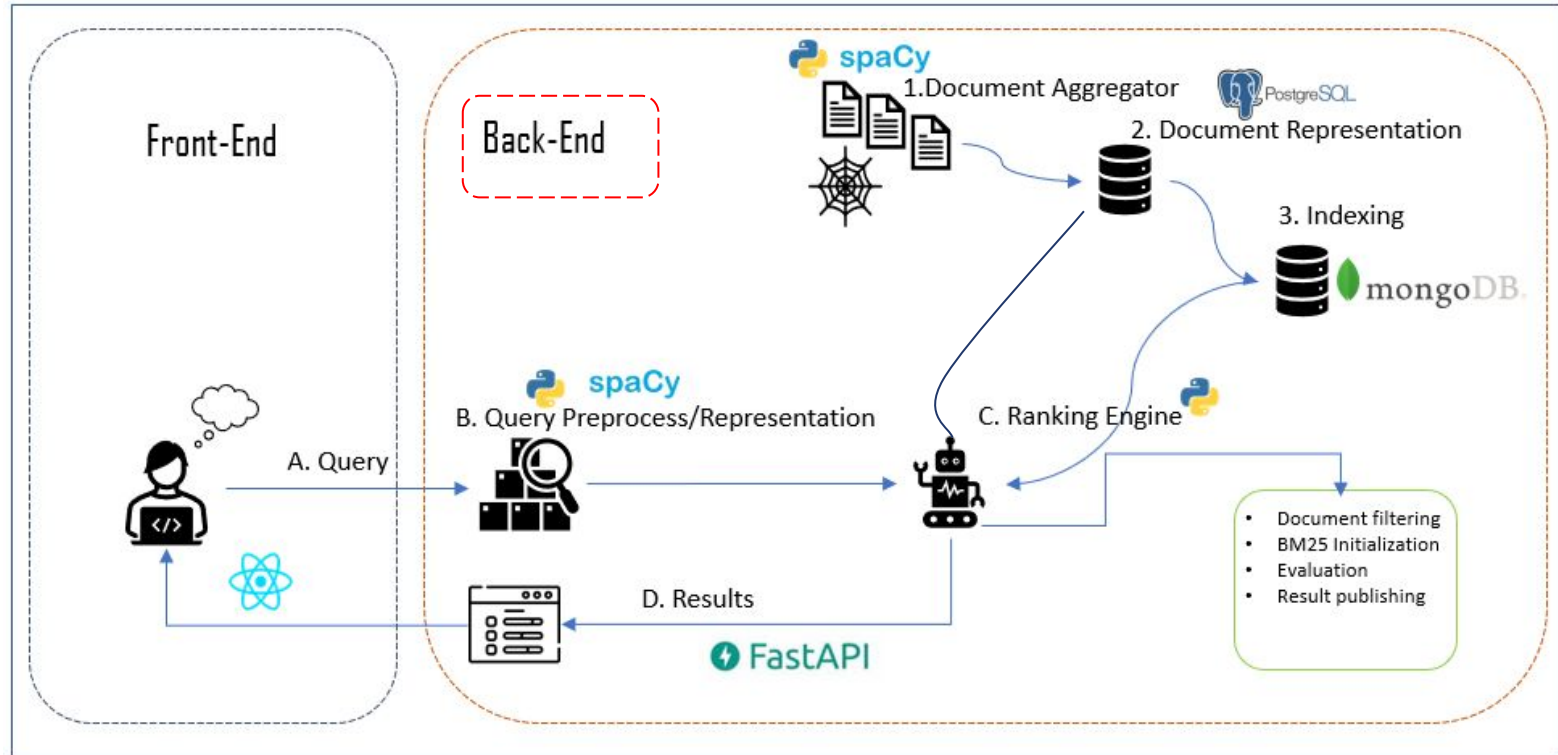 Front-End
Back-End
spaCy
1.Document Aggregator
PostgreSQL
2. Document Representation
3. Indexing
mongoDB.
spaCy
B. Query Preprocess/Representation
C. Ranking Engine
A. Query
</>
• Document filtering
• BM25 Initialization
• Evaluation
• Result publishing
D. Results
FastAPI